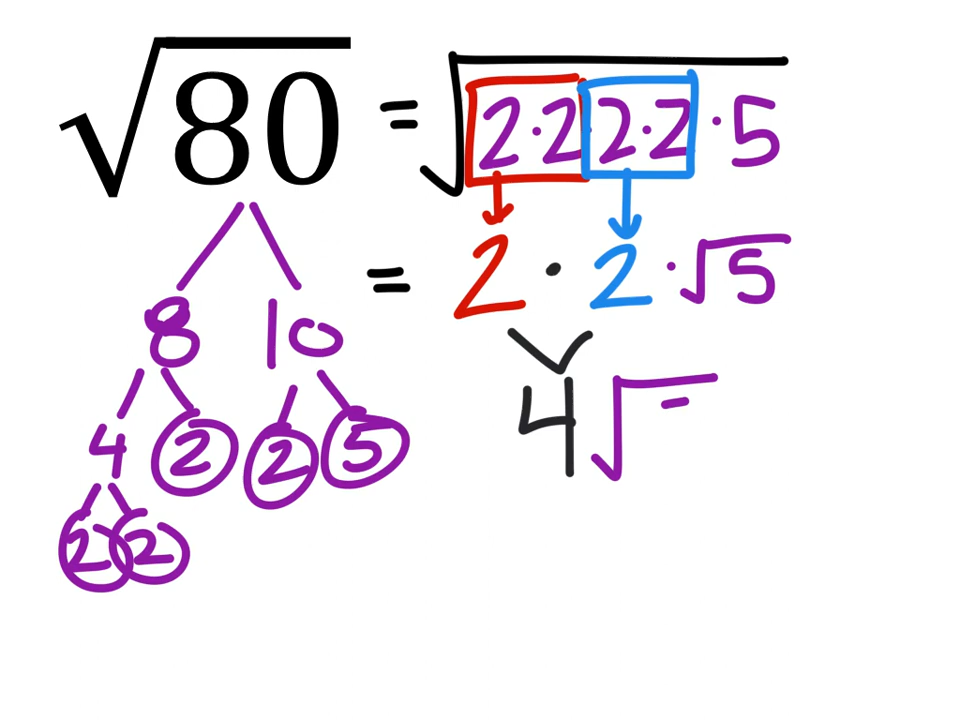 √80 = √2·2·2·2·5
= 2 · 2 · √5
8 10
4√
4 2 2 5
2 2